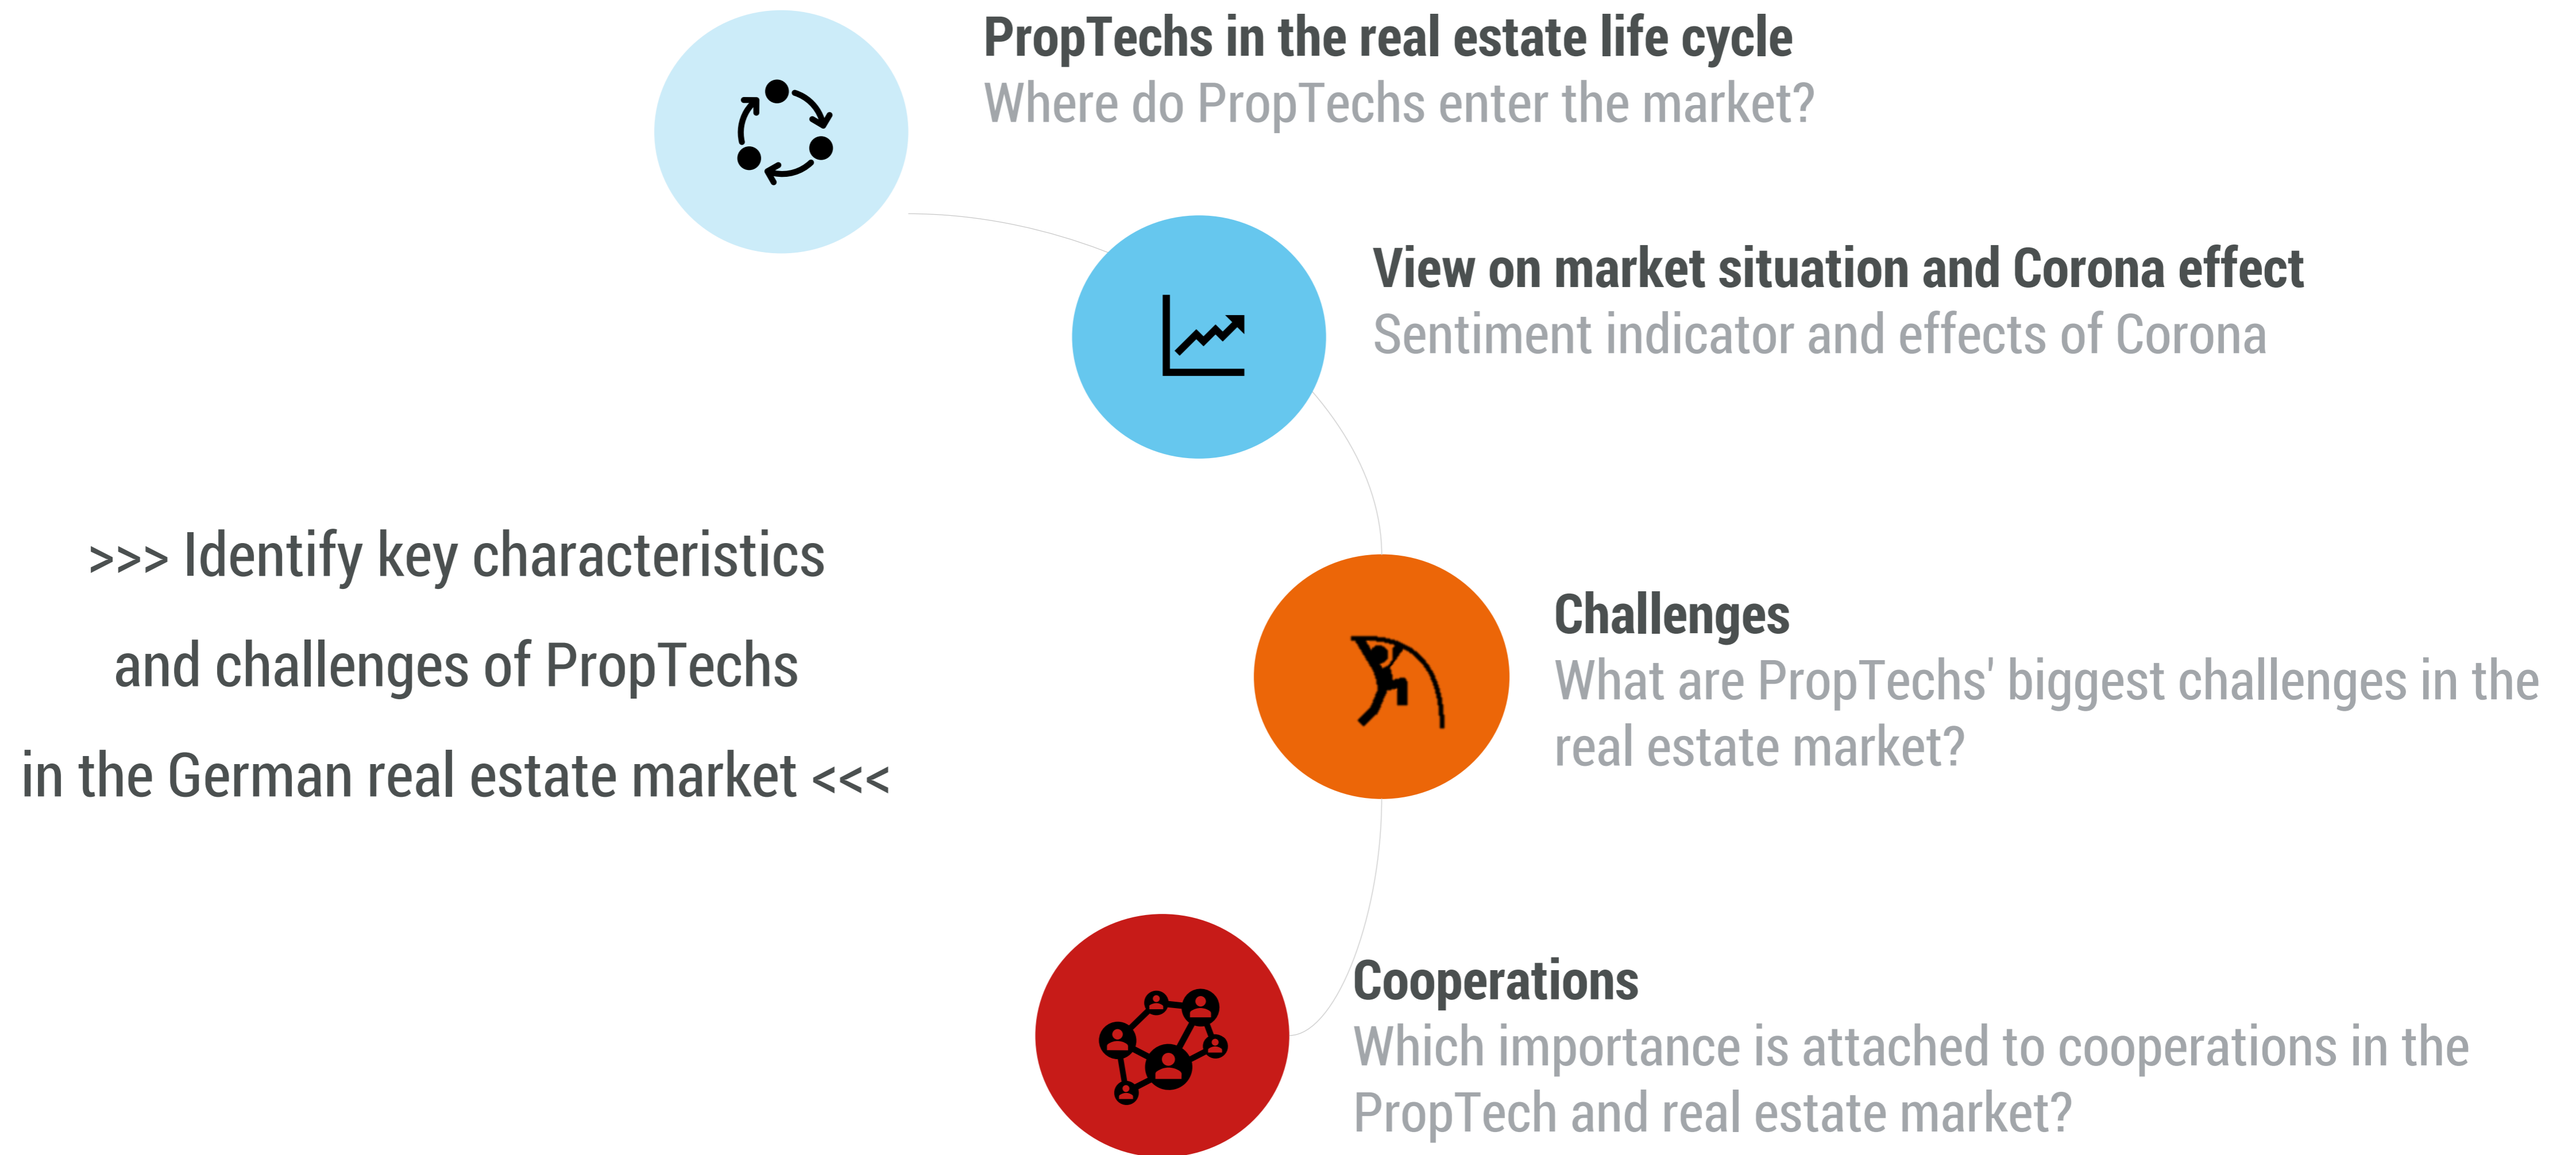 PropTechs in the real estate life cycle
Where do PropTechs enter the market?
View on market situation and Corona effect
Sentiment indicator and effects of Corona
>>> Identify key characteristics
and challenges of PropTechs
in the German real estate market <<<
Challenges
What are PropTechs' biggest challenges in the
real estate market?
Cooperations
Which importance is attached to cooperations in the
PropTech and real estate market?